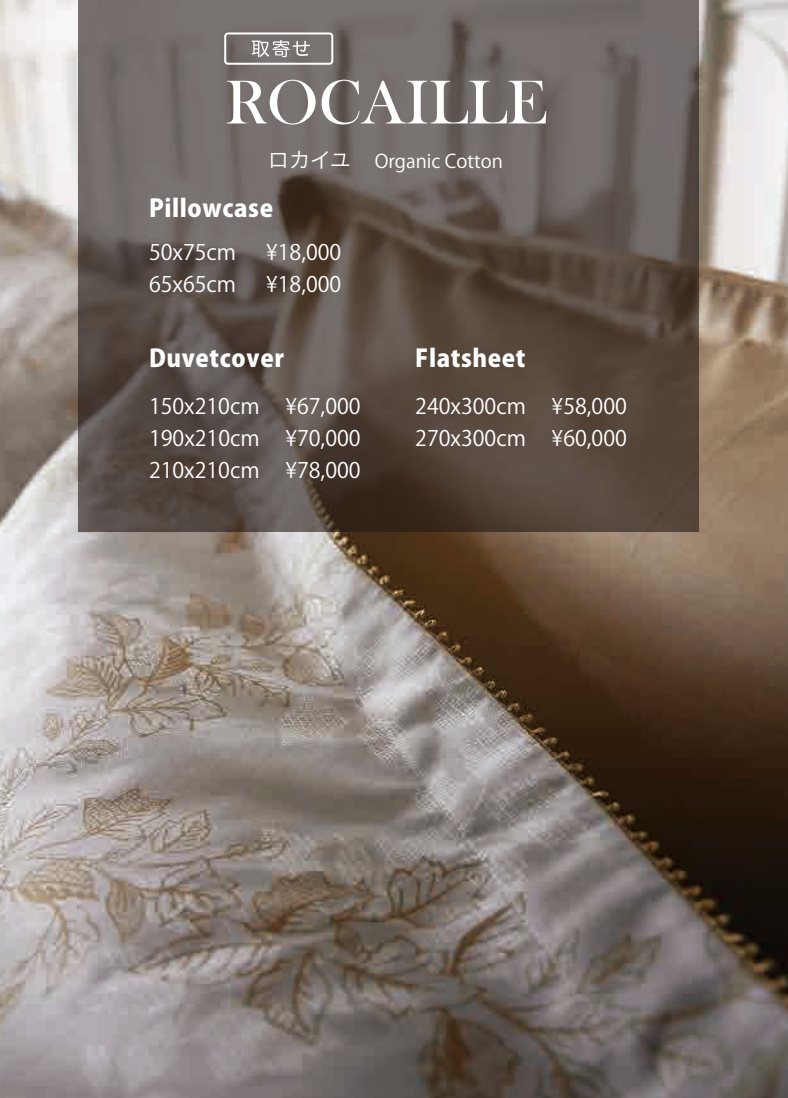 取寄せ
ROCAILLE
ロカイユ Organic Cotton
Pillowcase
50x75cm ¥18,000
65x65cm ¥18,000
Duvetcover
150x210cm ¥67,000
190x210cm ¥70,000
210x210cm ¥78,000
Flatsheet
240x300cm ¥58,000
270x300cm ¥60,000